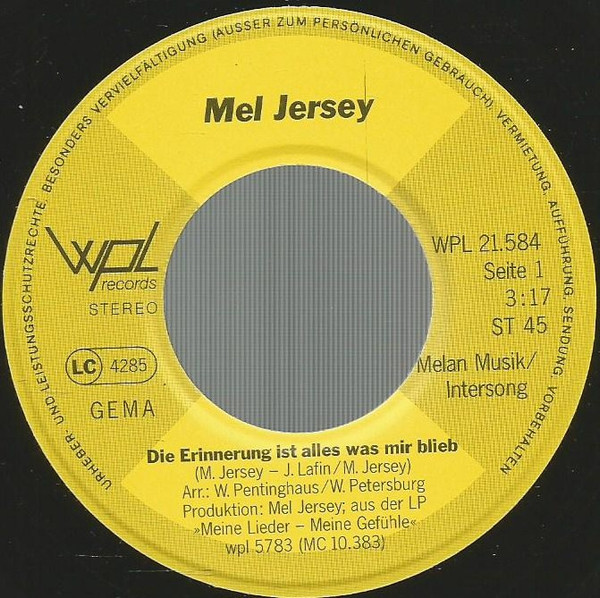 URHEBER- UND LEISTUNGSSCHUTZRECHTE, BESONDERS VERVIELFÄLTIGUNG (AUSSER ZUM PERSÖNLICHEN GEBRAUCH), VERMIETUNG, AUFFÜHRUNG, SENDUNG, VORBEHALTEN
Mel Jersey
wpl
records
STEREO
LC 4285
GEMA
WPL 21.584
Seite 1
3:17
ST 45
Melan Musik/
Intersong
Die Erinnerung ist alles was mir blieb
(M. Jersey – J. Lafin/M. Jersey)
Arr.: W. Pentinghaus/W. Petersburg
Produktion: Mel Jersey; aus der LP
»Meine Lieder – Meine Gefühle«
wpl 5783 (MC 10.383)